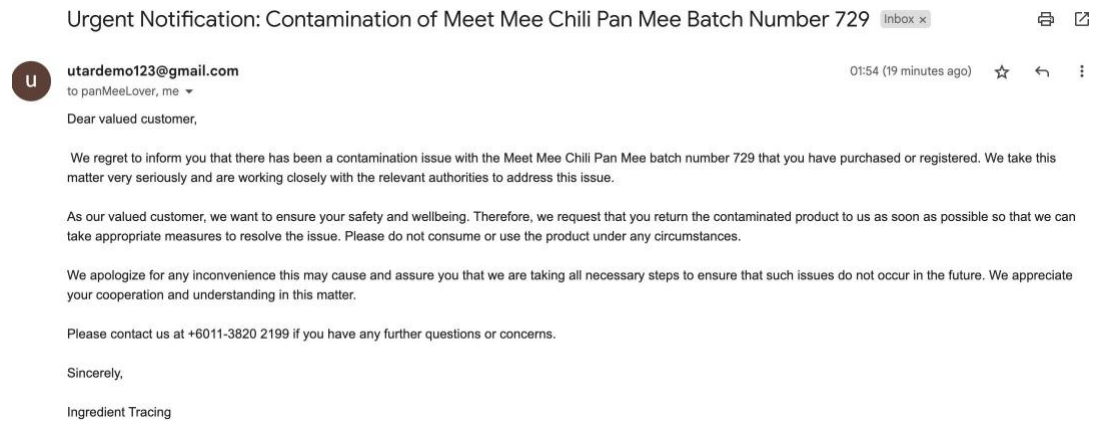 Urgent Notification: Contamination of Meet Mee Chili Pan Mee Batch Number 729 Inbox ×
u
utardemo123@gmail.com 01:54 (19 minutes ago)
to panMeeLover, me
Dear valued customer,
We regret to inform you that there has been a contamination issue with the Meet Mee Chili Pan Mee batch number 729 that you have purchased or registered. We take this
matter very seriously and are working closely with the relevant authorities to address this issue.
As our valued customer, we want to ensure your safety and wellbeing. Therefore, we request that you return the contaminated product to us as soon as possible so that we can
take appropriate measures to resolve the issue. Please do not consume or use the product under any circumstances.
We apologize for any inconvenience this may cause and assure you that we are taking all necessary steps to ensure that such issues do not occur in the future. We appreciate
your cooperation and understanding in this matter.
Please contact us at +6011-3820 2199 if you have any further questions or concerns.
Sincerely,
Ingredient Tracing